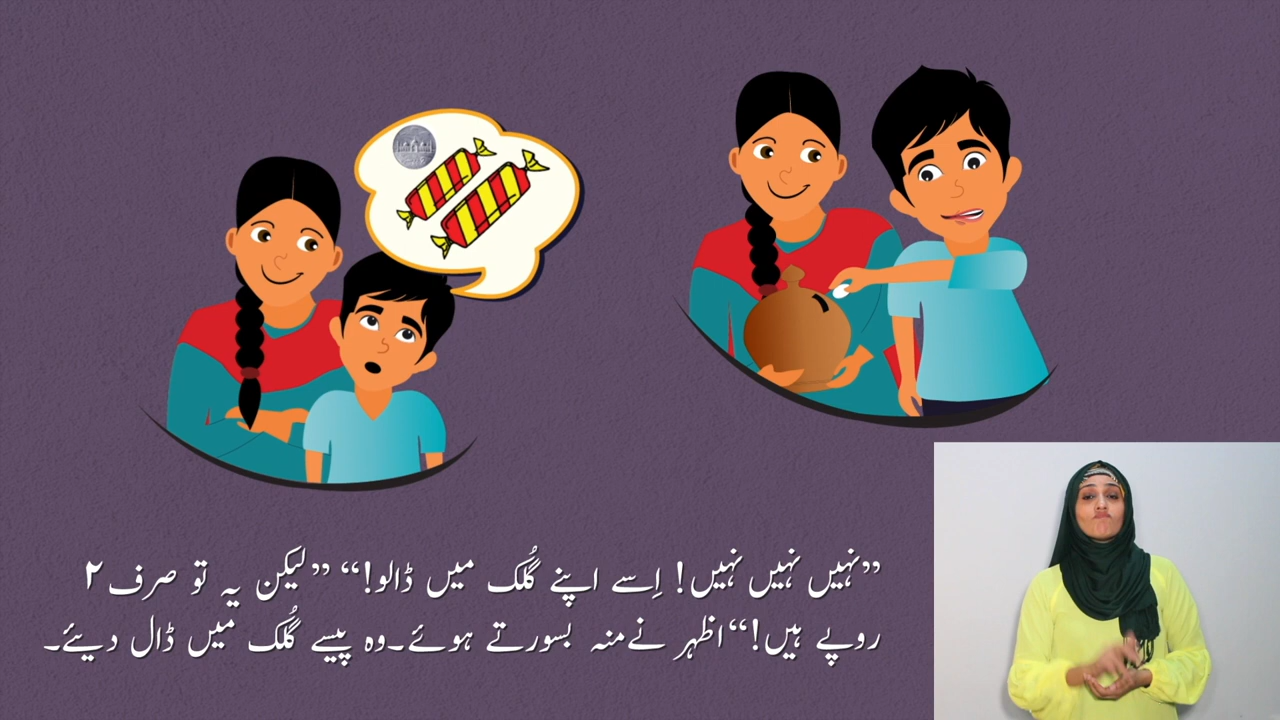 ”نہیں نہیں نہیں! اِسے اپنے گُلک میں ڈالو!“ ”لیکن یہ تو صرف ۲
روپے ہیں!“ اظہر نے منہ بسورتے ہوئے۔وہ پیسے گُلک میں ڈال دیئے۔